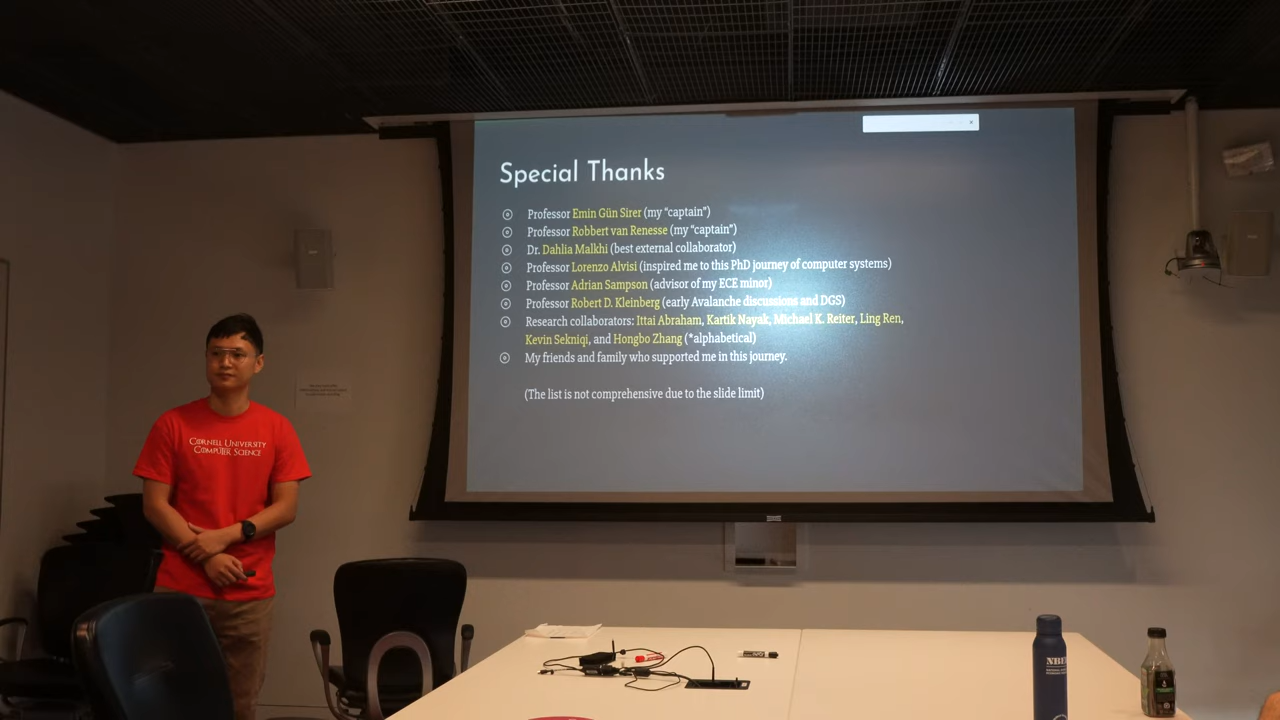 Special Thanks
Professor Emin Gün Sirer (my “captain”)
Professor Robbert van Renesse (my “captain”)
Dr. Dahlia Malkhi (best external collaborator)
Professor Lorenzo Alvisi (inspired me to this PhD journey of computer systems)
Professor Adrian Sampson (advisor of my ECE minor)
Professor Robert D. Kleinberg (early Avalanche discussions and DGS)
Research collaborators: Ittai Abraham, Kartik Nayak, Michael K. Reiter, Ling Ren,
Kevin Sekniqi, and Hongbo Zhang (*alphabetical)
My friends and family who supported me in this journey.
(The list is not comprehensive due to the slide limit)
CORNELL UNIVERSITY
COMPUTER SCIENCE